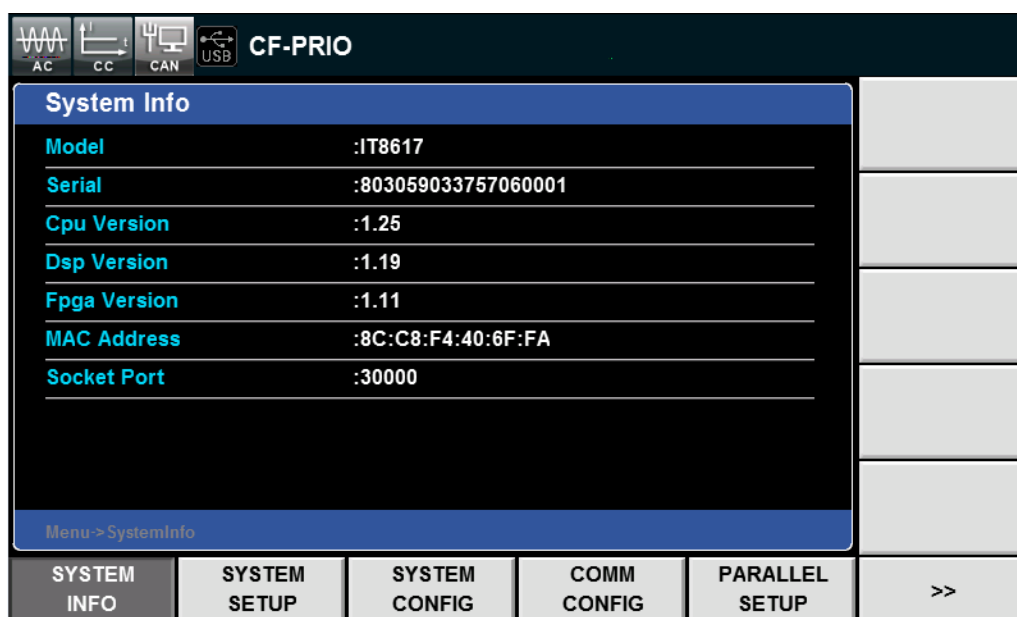 AC CC CAN USB CF-PRIO
I
t
System Info
Model :IT8617
Serial :803059033757060001
Cpu Version :1.25
Dsp Version :1.19
Fpga Version :1.11
MAC Address :8C:C8:F4:40:6F:FA
Socket Port :30000
Menu->SystemInfo
SYSTEM INFO
SYSTEM SETUP
SYSTEM CONFIG
COMM CONFIG
PARALLEL SETUP
>>